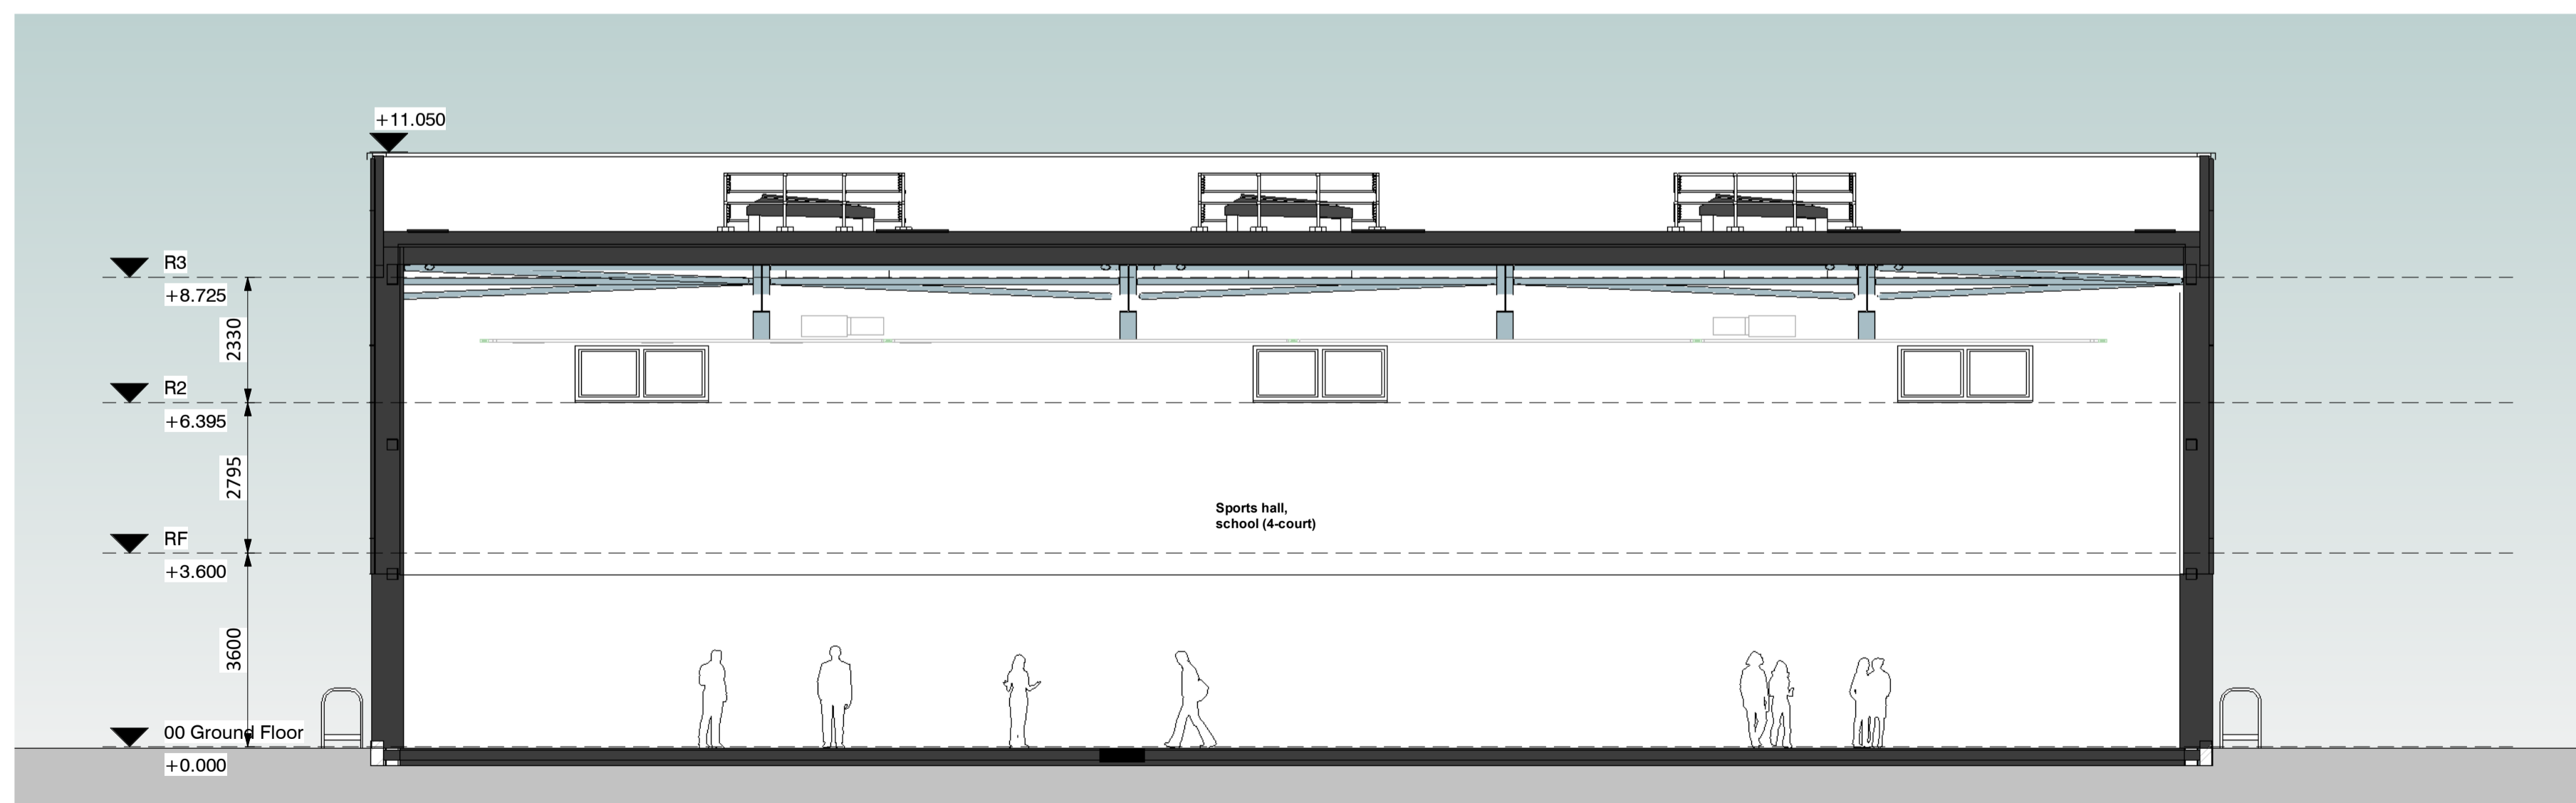 +11.050
R3
+8.725
2330
R2
+6.395
2795
Sports hall,
school (4-court)
RF
+3.600
3600
00 Ground Floor
+0.000